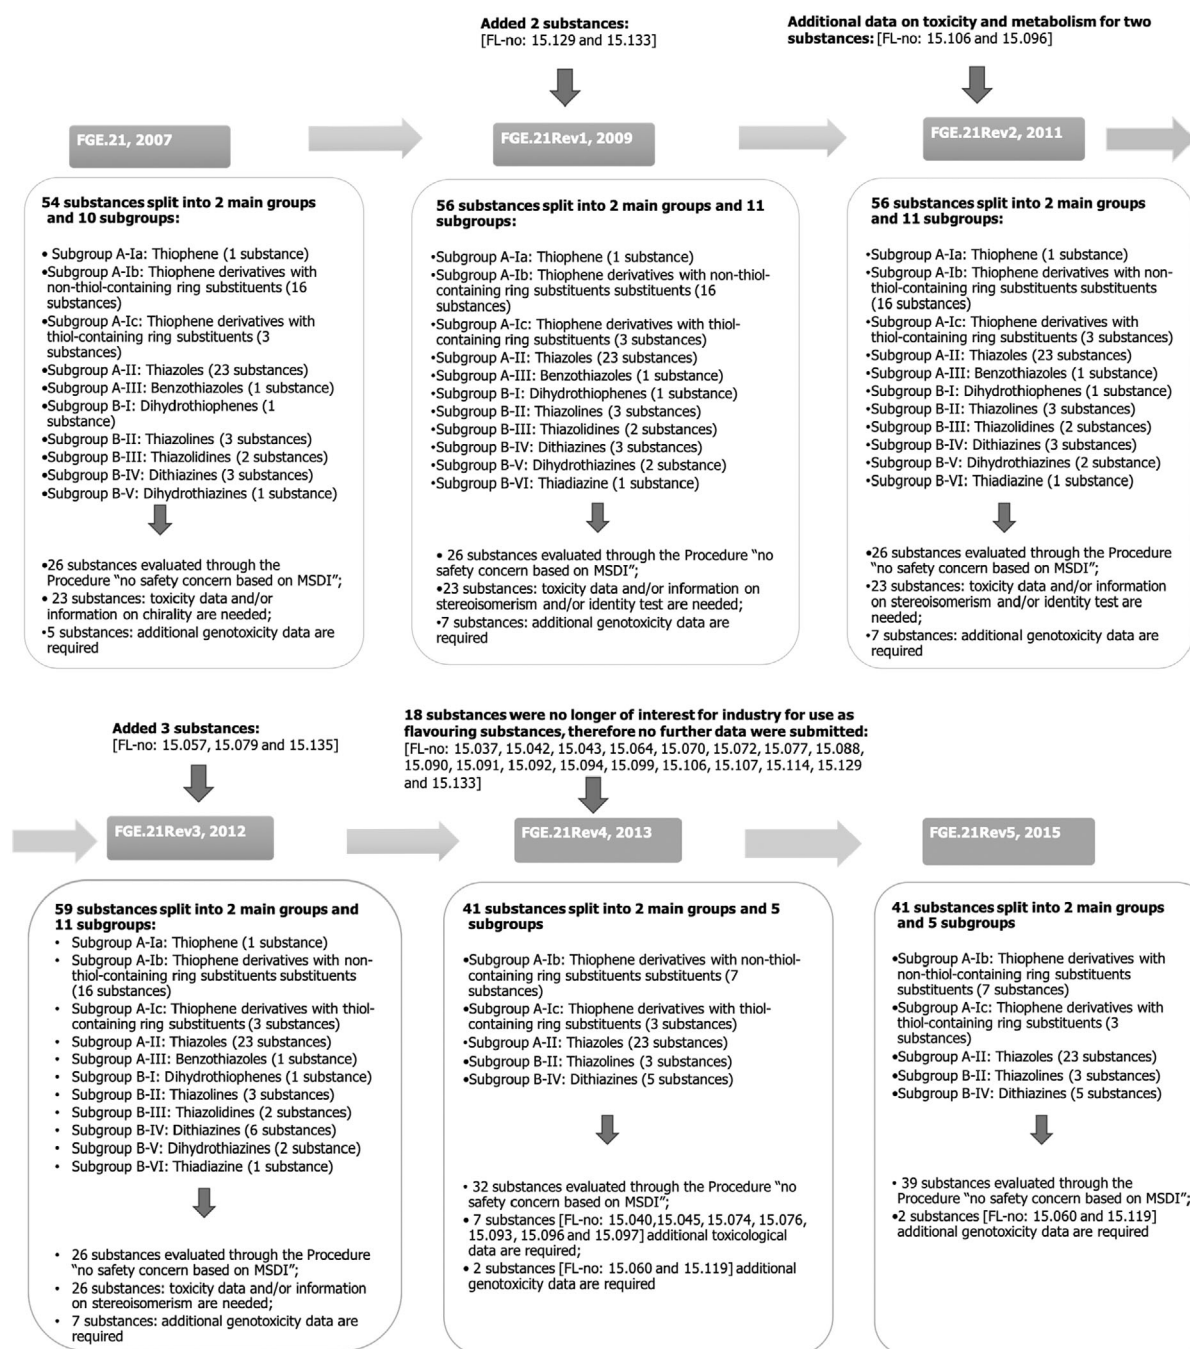 Added 2 substances:
[FL-no: 15.129 and 15.133]
Additional data on toxicity and metabolism for two
substances: [FL-no: 15.106 and 15.096]
FGE.21, 2007
FGE.21Rev1, 2009
FGE.21Rev2, 2011
54 substances split into 2 main groups
and 10 subgroups:
• Subgroup A-Ia: Thiophene (1 substance)
•Subgroup A-Ib: Thiophene derivatives with
non-thiol-containing ring substituents (16
substances)
•Subgroup A-Ic: Thiophene derivatives with
thiol-containing ring substituents (3
substances)
•Subgroup A-II: Thiazoles (23 substances)
•Subgroup A-III: Benzothiazoles (1 substance)
•Subgroup B-I: Dihydrothiophenes (1
substance)
•Subgroup B-II: Thiazolines (3 substances)
•Subgroup B-III: Thiazolidines (2 substances)
•Subgroup B-IV: Dithiazines (3 substances)
•Subgroup B-V: Dihydrothiazines (1 substance)
•26 substances evaluated through the
Procedure “no safety concern based on MSDI”;
• 23 substances: toxicity data and/or
information on chirality are needed;
•5 substances: additional genotoxicity data are
required
56 substances split into 2 main groups and 11
subgroups:
•Subgroup A-Ia: Thiophene (1 substance)
•Subgroup A-Ib: Thiophene derivatives with non-thiol-
containing ring substituents substituents (16
substances)
•Subgroup A-Ic: Thiophene derivatives with thiol-
containing ring substituents (3 substances)
•Subgroup A-II: Thiazoles (23 substances)
•Subgroup A-III: Benzothiazoles (1 substance)
•Subgroup B-I: Dihydrothiophenes (1 substance)
•Subgroup B-II: Thiazolines (3 substances)
•Subgroup B-III: Thiazolidines (2 substances)
•Subgroup B-IV: Dithiazines (3 substances)
•Subgroup B-V: Dihydrothiazines (2 substance)
•Subgroup B-VI: Thiadiazine (1 substance)
• 26 substances evaluated through the Procedure “no
safety concern based on MSDI”;
•23 substances: toxicity data and/or information on
stereoisomerism and/or identity test are needed;
•7 substances: additional genotoxicity data are
required
56 substances split into 2 main groups
and 11 subgroups:
•Subgroup A-Ia: Thiophene (1 substance)
•Subgroup A-Ib: Thiophene derivatives with non-
thiol-containing ring substituents substituents
(16 substances)
•Subgroup A-Ic: Thiophene derivatives with
thiol-containing ring substituents (3 substances)
•Subgroup A-II: Thiazoles (23 substances)
•Subgroup A-III: Benzothiazoles (1 substance)
•Subgroup B-I: Dihydrothiophenes (1 substance)
•Subgroup B-II: Thiazolines (3 substances)
•Subgroup B-III: Thiazolidines (2 substances)
•Subgroup B-IV: Dithiazines (3 substances)
•Subgroup B-V: Dihydrothiazines (2 substance)
•Subgroup B-VI: Thiadiazine (1 substance)
•26 substances evaluated through the Procedure
“no safety concern based on MSDI”;
•23 substances: toxicity data and/or information
on stereoisomerism and/or identity test are
needed;
•7 substances: additional genotoxicity data are
required
Added 3 substances:
[FL-no: 15.057, 15.079 and 15.135]
18 substances were no longer of interest for industry for use as
flavouring substances, therefore no further data were submitted:
[FL-no: 15.037, 15.042, 15.043, 15.064, 15.070, 15.072, 15.077, 15.088,
15.090, 15.091, 15.092, 15.094, 15.099, 15.106, 15.107, 15.114, 15.129
and 15.133]
FGE.21Rev3, 2012
FGE.21Rev4, 2013
FGE.21Rev5, 2015
59 substances split into 2 main groups and
11 subgroups:
• Subgroup A-Ia: Thiophene (1 substance)
• Subgroup A-Ib: Thiophene derivatives with non-
thiol-containing ring substituents substituents
(16 substances)
• Subgroup A-Ic: Thiophene derivatives with thiol-
containing ring substituents (3 substances)
• Subgroup A-II: Thiazoles (23 substances)
• Subgroup A-III: Benzothiazoles (1 substance)
• Subgroup B-I: Dihydrothiophenes (1 substance)
• Subgroup B-II: Thiazolines (3 substances)
• Subgroup B-III: Thiazolidines (2 substances)
• Subgroup B-IV: Dithiazines (6 substances)
• Subgroup B-V: Dihydrothiazines (2 substance)
• Subgroup B-VI: Thiadiazine (1 substance)
• 26 substances evaluated through the Procedure
“no safety concern based on MSDI”;
• 26 substances: toxicity data and/or information
on stereoisomerism are needed;
• 7 substances: additional genotoxicity data are
required
41 substances split into 2 main groups and 5
subgroups
•Subgroup A-Ib: Thiophene derivatives with non-thiol-
containing ring substituents substituents (7
substances)
•Subgroup A-Ic: Thiophene derivatives with thiol-
containing ring substituents (3 substances)
•Subgroup A-II: Thiazoles (23 substances)
•Subgroup B-II: Thiazolines (3 substances)
•Subgroup B-IV: Dithiazines (5 substances)
• 32 substances evaluated through the Procedure “no
safety concern based on MSDI”;
• 7 substances [FL-no: 15.040,15.045, 15.074, 15.076,
15.093, 15.096 and 15.097] additional toxicological
data are required;
• 2 substances [FL-no: 15.060 and 15.119] additional
genotoxicity data are required
41 substances split into 2 main groups
and 5 subgroups
•Subgroup A-Ib: Thiophene derivatives with
non-thiol-containing ring substituents
substituents (7 substances)
•Subgroup A-Ic: Thiophene derivatives with
thiol-containing ring substituents (3
substances)
•Subgroup A-II: Thiazoles (23 substances)
•Subgroup B-II: Thiazolines (3 substances)
•Subgroup B-IV: Dithiazines (5 substances)
• 39 substances evaluated through the
Procedure “no safety concern based on MSDI”;
•2 substances [FL-no: 15.060 and 15.119]
additional genotoxicity data are required